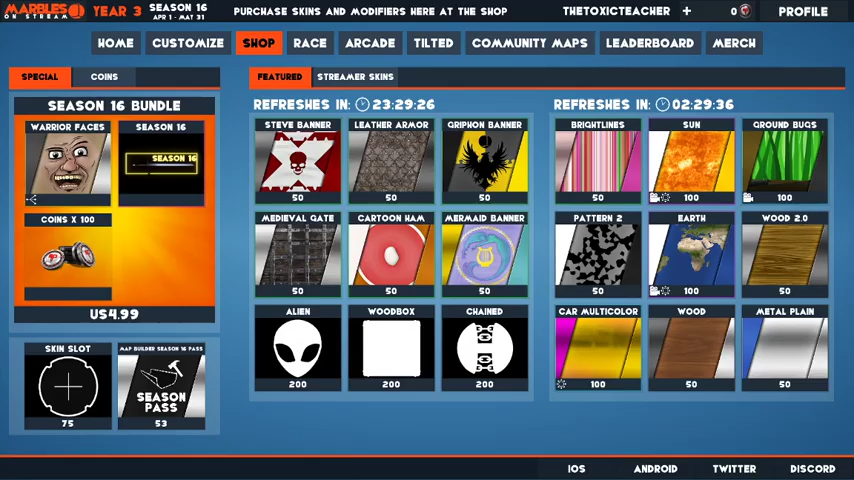 MARBLES
ON STREAM
YEAR 3
SEASON 16
APR 1 - MAY 31
PURCHASE SKINS AND MODIFIERS HERE AT THE SHOP
THETOXICTEACHER
+
0
PROFILE
HOME
CUSTOMIZE
SHOP
RACE
ARCADE
TILTED
COMMUNITY MAPS
LEADERBOARD
MERCH
SPECIAL
COINS
SEASON 16 BUNDLE
WARRIOR FACES
SEASON 16
SEASON 16
COINS X 100
US4.99
SKIN SLOT
75
MAP BUILDER SEASON 16 PASS
SEASON
PASS
53
FEATURED
STREAMER SKINS
REFRESHES IN: 23:29:26
STEVE BANNER
50
LEATHER ARMOR
50
GRIPHON BANNER
50
MEDIEVAL GATE
50
CARTOON HAM
50
MERMAID BANNER
50
ALIEN
200
WOODBOX
200
CHAINED
200
REFRESHES IN: 02:29:36
BRIGHTLINES
50
SUN
100
GROUND BUGS
100
PATTERN 2
50
EARTH
100
WOOD 2.0
50
CAR MULTICOLOR
100
WOOD
50
METAL PLAIN
50
IOS
ANDROID
TWITTER
DISCORD